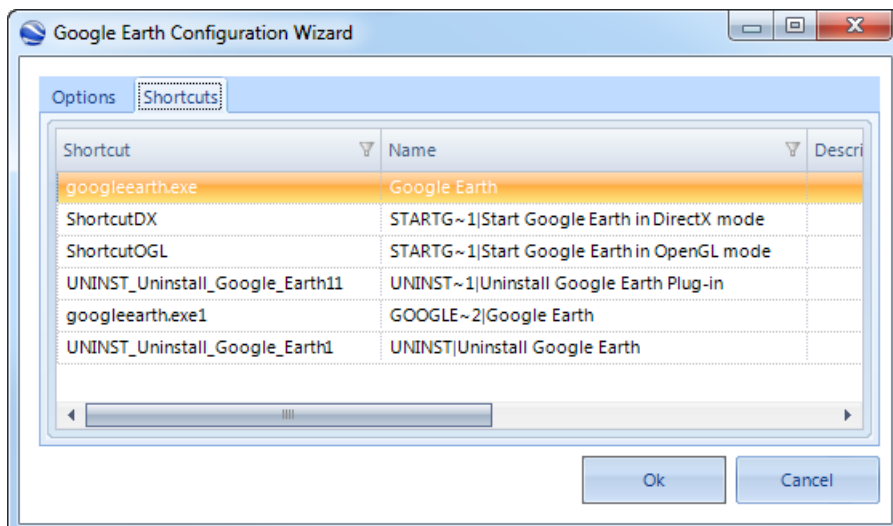 Google Earth Configuration Wizard
Options Shortcuts
Shortcut Name Descri
googleearth.exe Google Earth
ShortcutDX STARTG~1|Start Google Earth in DirectX mode
ShortcutOGL STARTG~1|Start Google Earth in OpenGL mode
UNINST_Uninstall_Google_Earth11 UNINST~1|Uninstall Google Earth Plug-in
googleearth.exe1 GOOGLE~2|Google Earth
UNINST_Uninstall_Google_Earth1 UNINST|Uninstall Google Earth
Ok Cancel